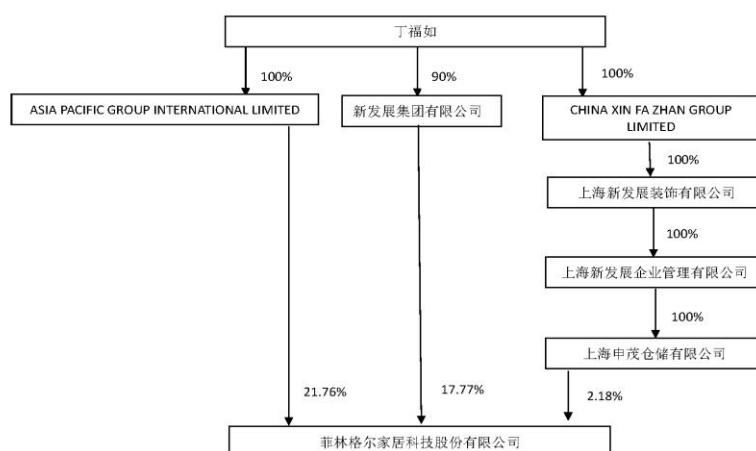 丁福如
100%
90%
100%
ASIA PACIFIC GROUP INTERNATIONAL LIMITED
新发展集团有限公司
CHINA XIN FA ZHAN GROUP
LIMITED
100%
上海新发展装饰有限公司
100%
上海新发展企业管理有限公司
100%
上海申茂仓储有限公司
21.76%
17.77%
2.18%
菲林格尔家居科技股份有限公司